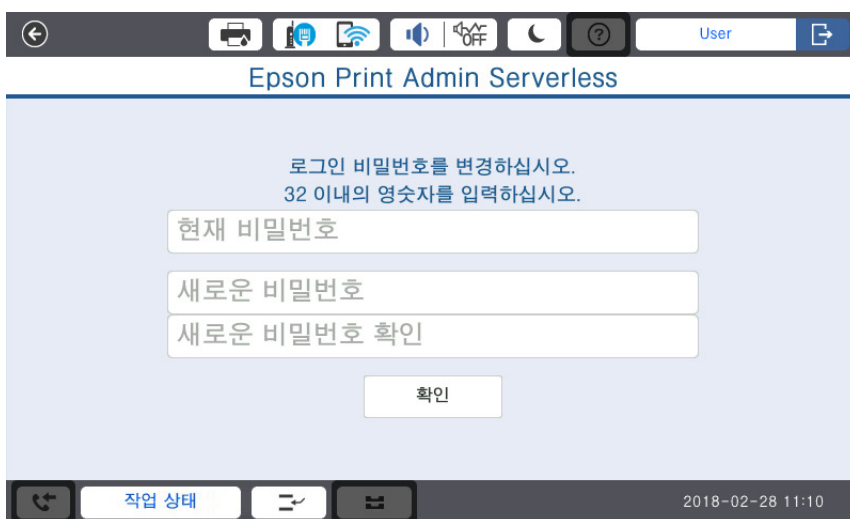 OFF
User
Epson Print Admin Serverless
로그인 비밀번호를 변경하십시오.
32 이내의 영숫자를 입력하십시오.
현재 비밀번호
새로운 비밀번호
새로운 비밀번호 확인
확인
작업 상태
2018-02-28 11:10